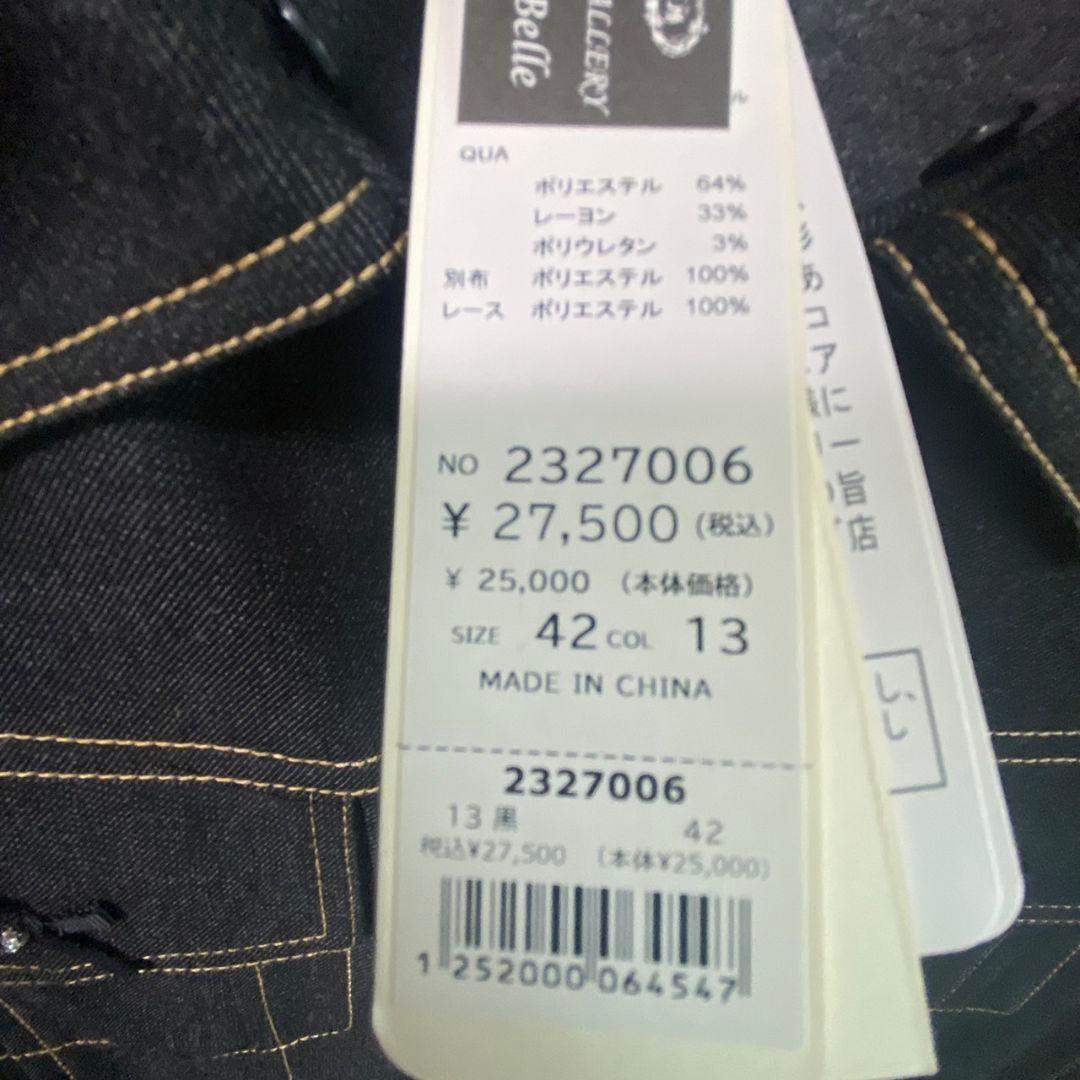 Belle
QUA
ポリエステル 64%
レーヨン 33%
ポリウレタン 3%
別布 ポリエステル 100%
レース ポリエステル 100%
NO 2327006
¥ 27,500 (税込)
¥ 25,000 (本体価格)
SIZE 42 COL 13
MADE IN CHINA
2327006
13 黒 42
税込¥27,500 (本体¥25,000)
1 252000 064547
あ
コ
ア
に
ー
旨
店
し、
し